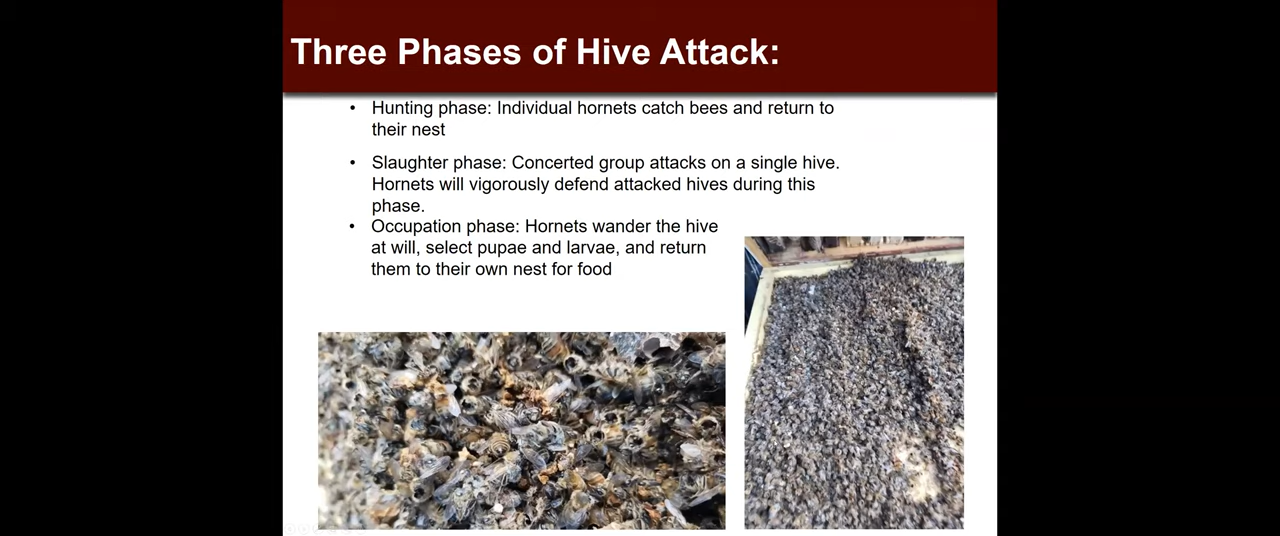 Three Phases of Hive Attack:
• Hunting phase: Individual hornets catch bees and return to
their nest
• Slaughter phase: Concerted group attacks on a single hive.
Hornets will vigorously defend attacked hives during this
phase.
• Occupation phase: Hornets wander the hive
at will, select pupae and larvae, and return
them to their own nest for food